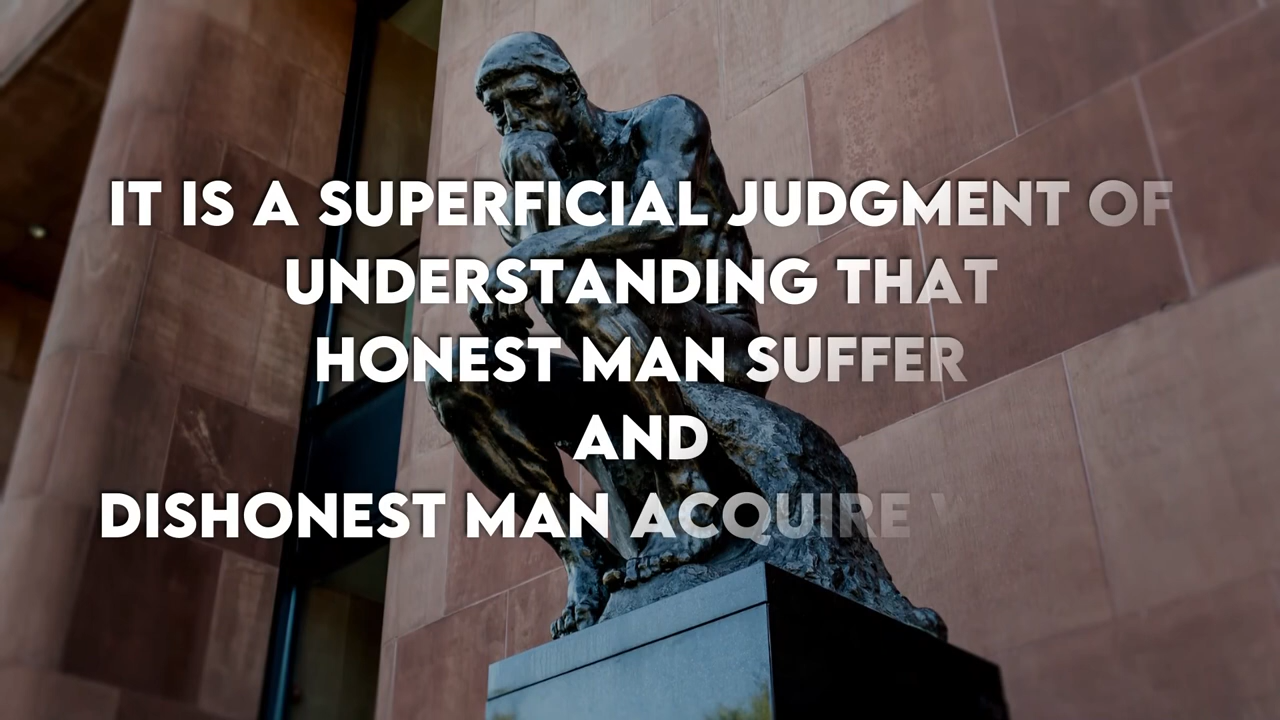 IT IS A SUPERFICIAL JUDGMENT OF
UNDERSTANDING THAT
HONEST MAN SUFFER
AND
DISHONEST MAN ACQUIRE